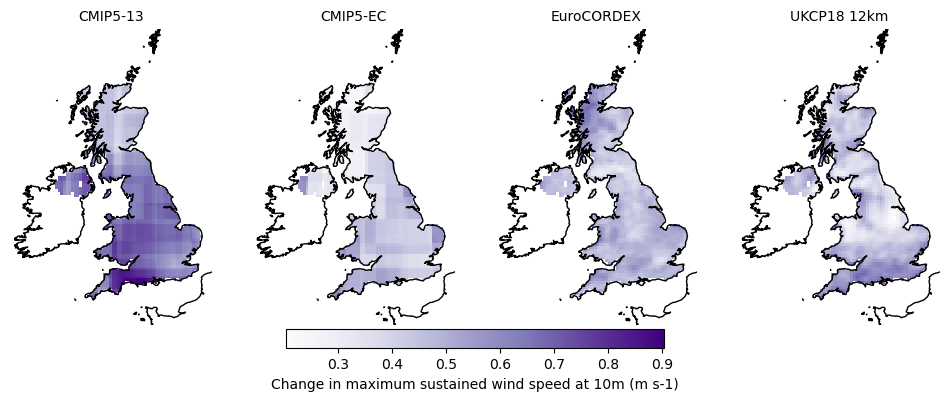 CMIP5-13 CMIP5-EC EuroCORDEX UKCP18 12km
0.3 0.4 0.5 0.6 0.7 0.8 0.9
Change in maximum sustained wind speed at 10m (m s-1)